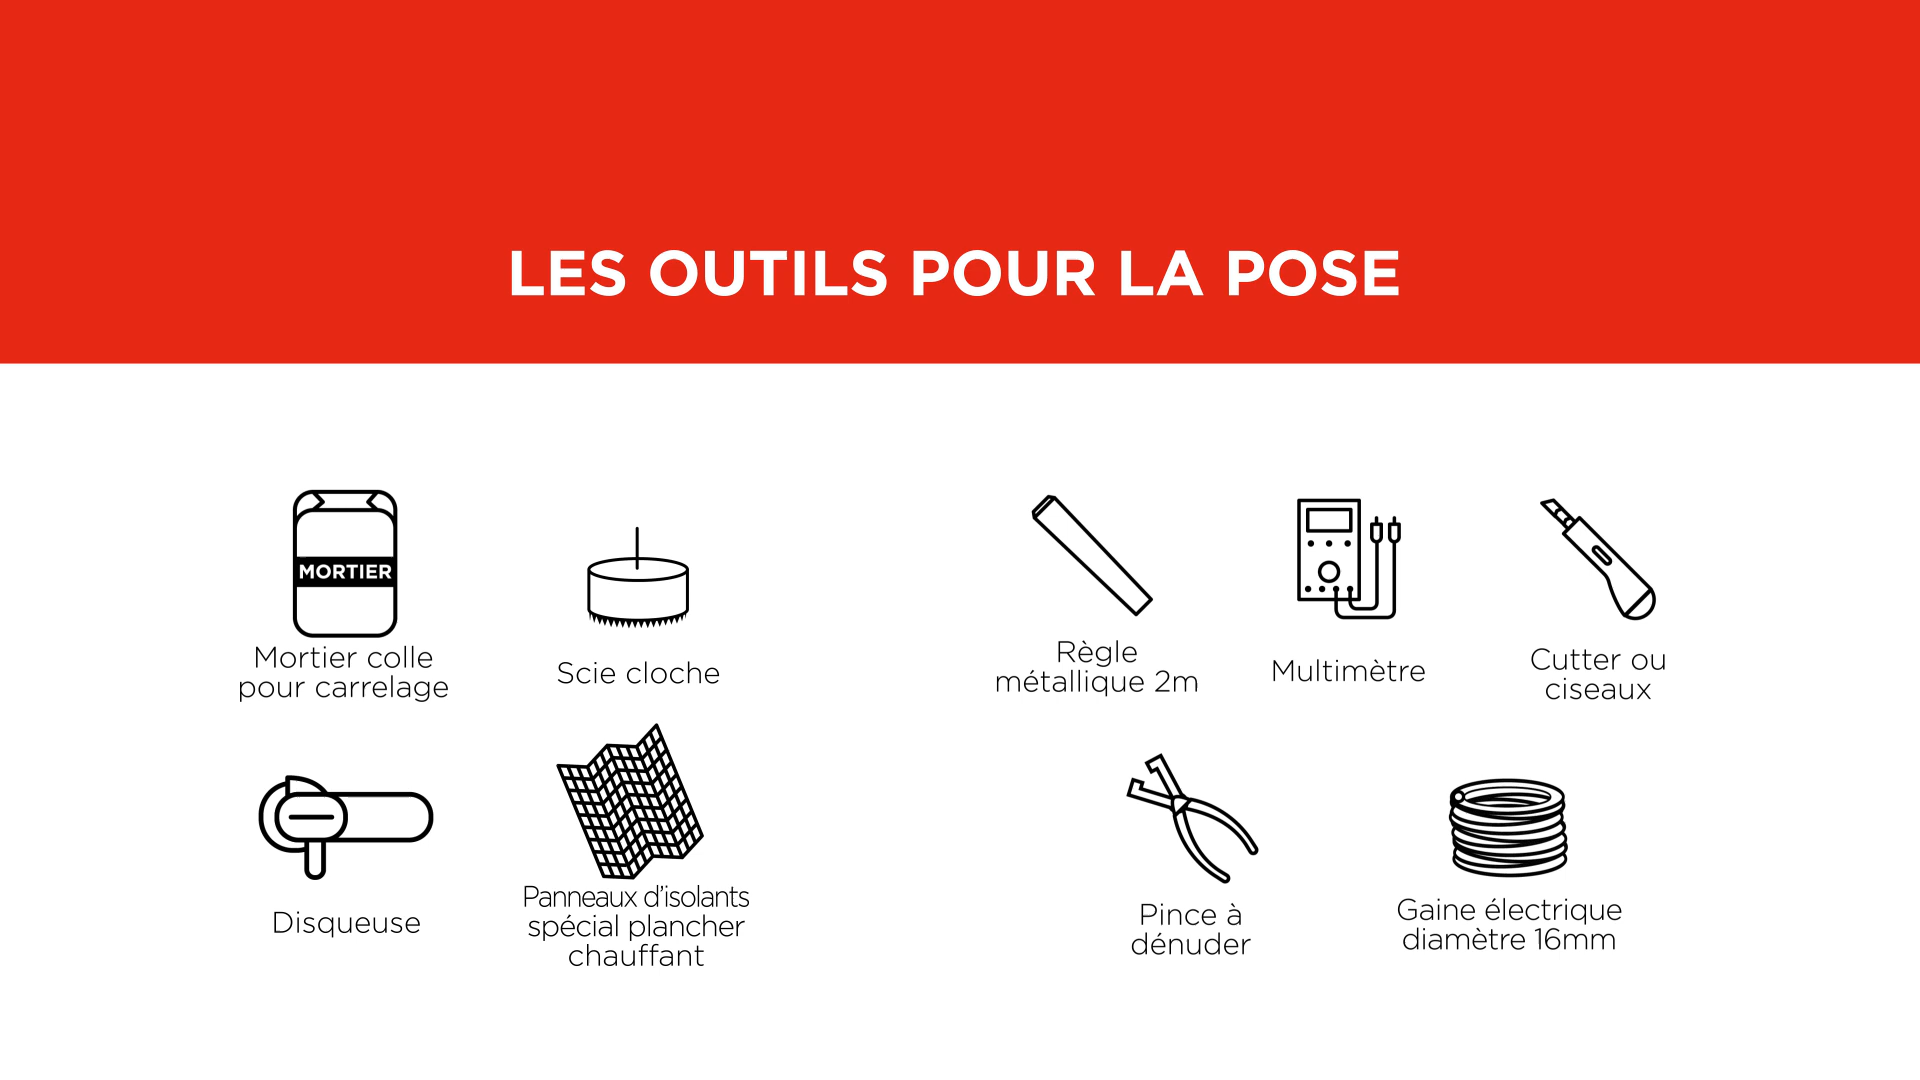 LES OUTILS POUR LA POSE
MORTIER
Mortier colle
pour carrelage
Scie cloche
Règle
métallique 2m
Multimètre
Cutter ou
ciseaux
Disqueuse
Panneaux d'isolants
spécial plancher
chauffant
Pince à
dénuder
Gaine électrique
diamètre 16mm